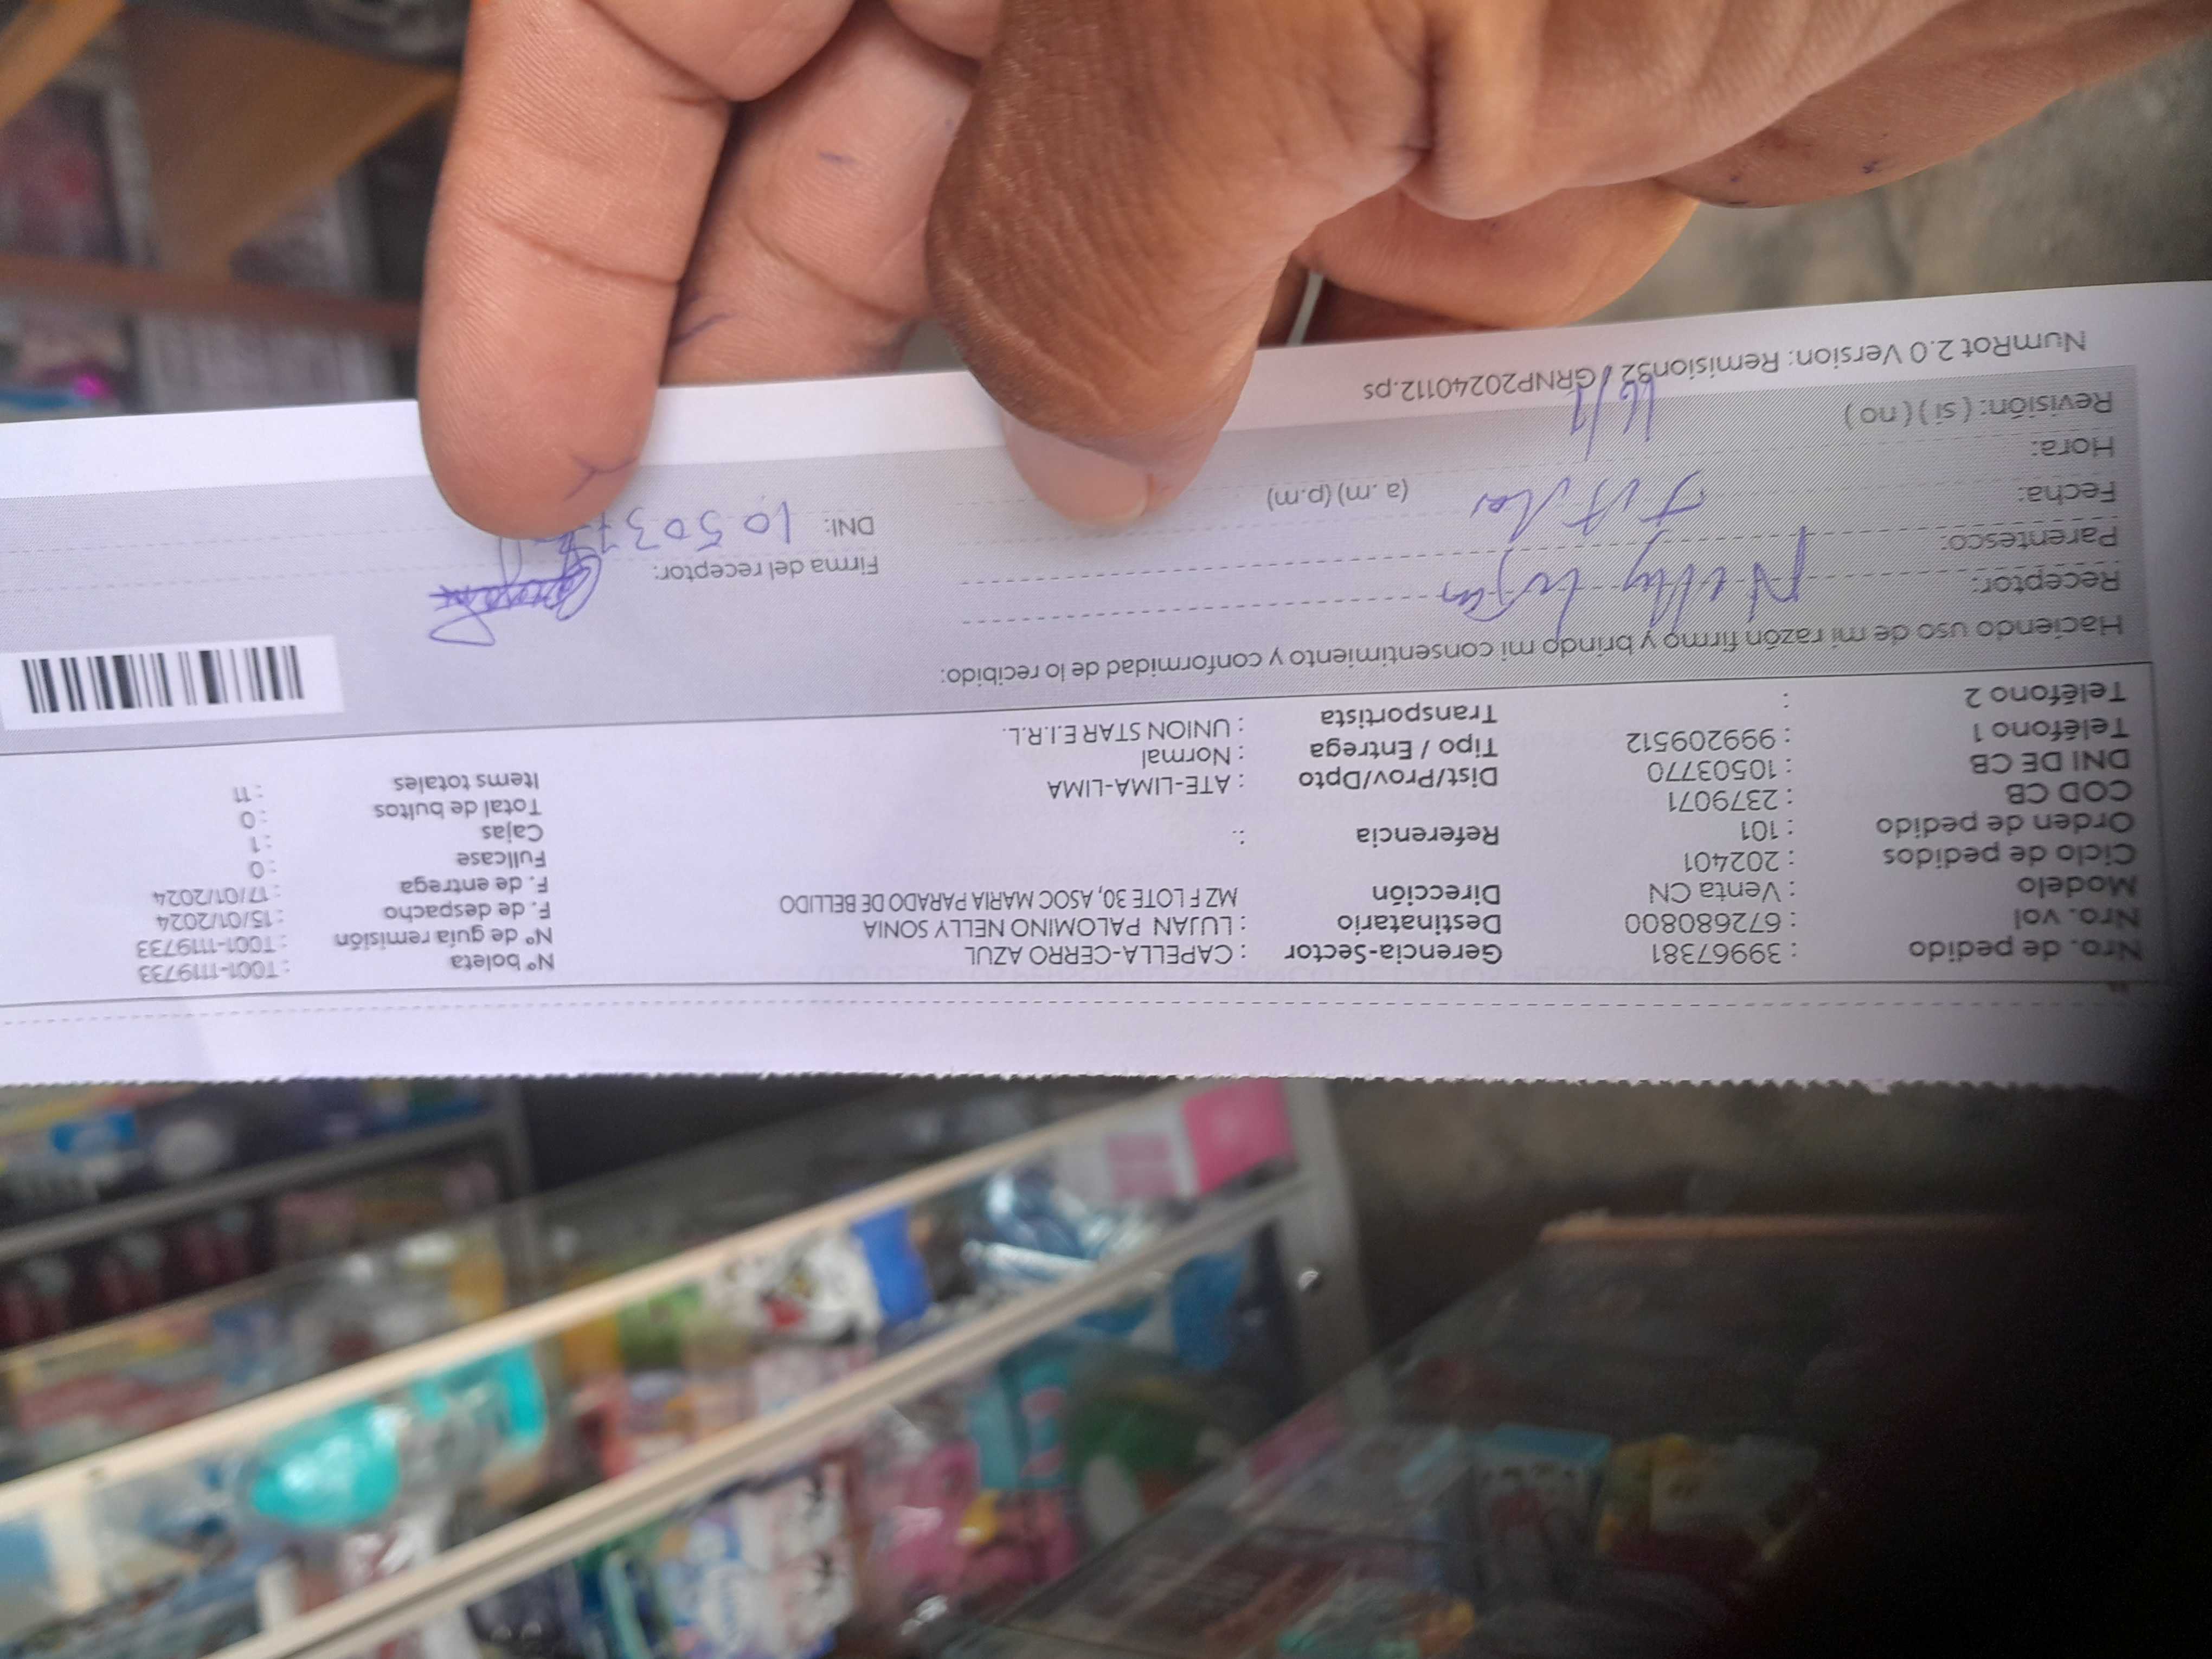 Nro. de pedido : 39967381 Gerencia-Sector : CAPELLA-CERRO AZUL Nº boleta : T001-1119733
Nro. vol : 672680800 Destinatario : LUJAN PALOMINO NELLY SONIA Nº de guía remisión : T001-1119733
Modelo : Venta CN Dirección MZ F LOTE 30, ASOC MARIA PARADO DE BELLIDO F. de despacho : 15/01/2024
Ciclo de pedidos : 202401 F. de entrega : 17/01/2024
Orden de pedido : 101 Referencia : Fullcase : 0
COD CB : 2379071 Cajas : 1
DNI DE CB : 10503770 Dist/Prov/Dpto : ATE-LIMA-LIMA Total de bultos : 0
Teléfono 1 : 999209512 Tipo / Entrega : Normal Items totales : 11
Teléfono 2 : Transportista : UNION STAR E.I.R.L.
Haciendo uso de mi razón firmo y brindo mi consentimiento y conformidad de lo recibido:
Receptor: Nelly Lujan Firma del receptor:
Parentesco: DNI: 105037
Fecha:
Hora: (a.m) (p.m)
Revisión: ( si ) ( no ) 16/1
NumRot 2.0 Version: Remision32 / GRNP20240112.ps